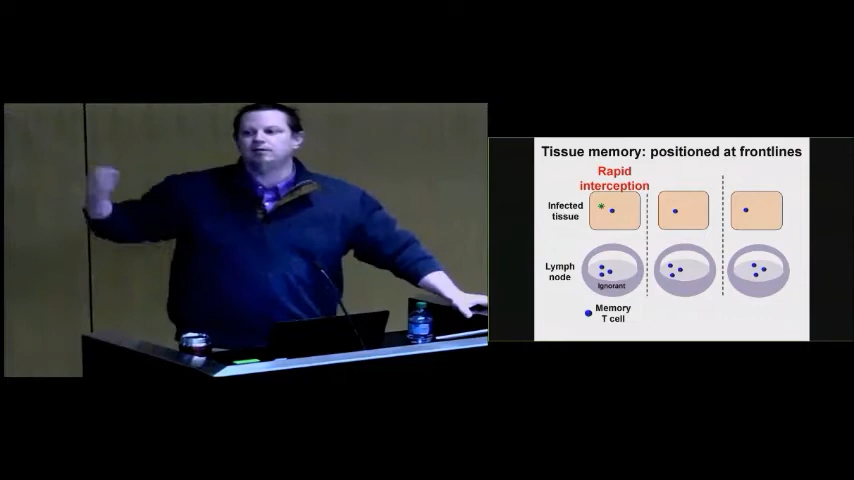 Tissue memory: positioned at frontlines
Rapid
interception
Infected
tissue
Lymph
node
Ignorant
Memory
T cell